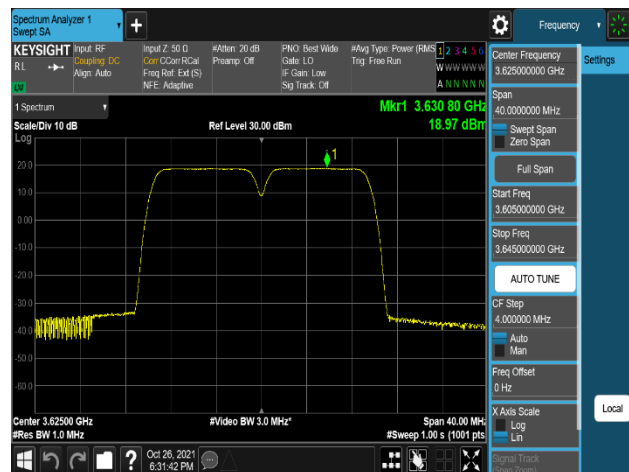 Spectrum Analyzer 1
Swept SA
Frequency
KEYSIGHT
RL
Input: RF
Coupling: DC
Align: Auto
Input Z: 50 Ω
Corr CCorr RCal
Freq Ref: Ext (S)
NFE: Adaptive
#Atten: 20 dB
Preamp: Off
PNO: Best Wide
Gate: LO
IF Gain: Low
Sig Track: Off
#Avg Type: Power (RMS
Trig: Free Run
1 2 3 4 5 6
W W W W W W
A N N N N N
1 Spectrum
Scale/Div 10 dB
Log
Ref Level 30.00 dBm
Mkr1 3.630 80 GHz
18.97 dBm
1
20.0
10.0
0.00
-10.0
-20.0
-30.0
-40.0
-50.0
-60.0
Center 3.62500 GHz
#Res BW 1.0 MHz
#Video BW 3.0 MHz*
Span 40.00 MHz
#Sweep 1.00 s (1001 pts
Oct 26, 2021
6:31:42 PM
Center Frequency
3.625000000 GHz
Settings
Span
40.0000000 MHz
Swept Span
Zero Span
Full Span
Start Freq
3.605000000 GHz
Stop Freq
3.645000000 GHz
AUTO TUNE
CF Step
4.000000 MHz
Auto
Man
Freq Offset
0 Hz
X Axis Scale
Log
Lin
Local
Signal Track
(Span Zoom)